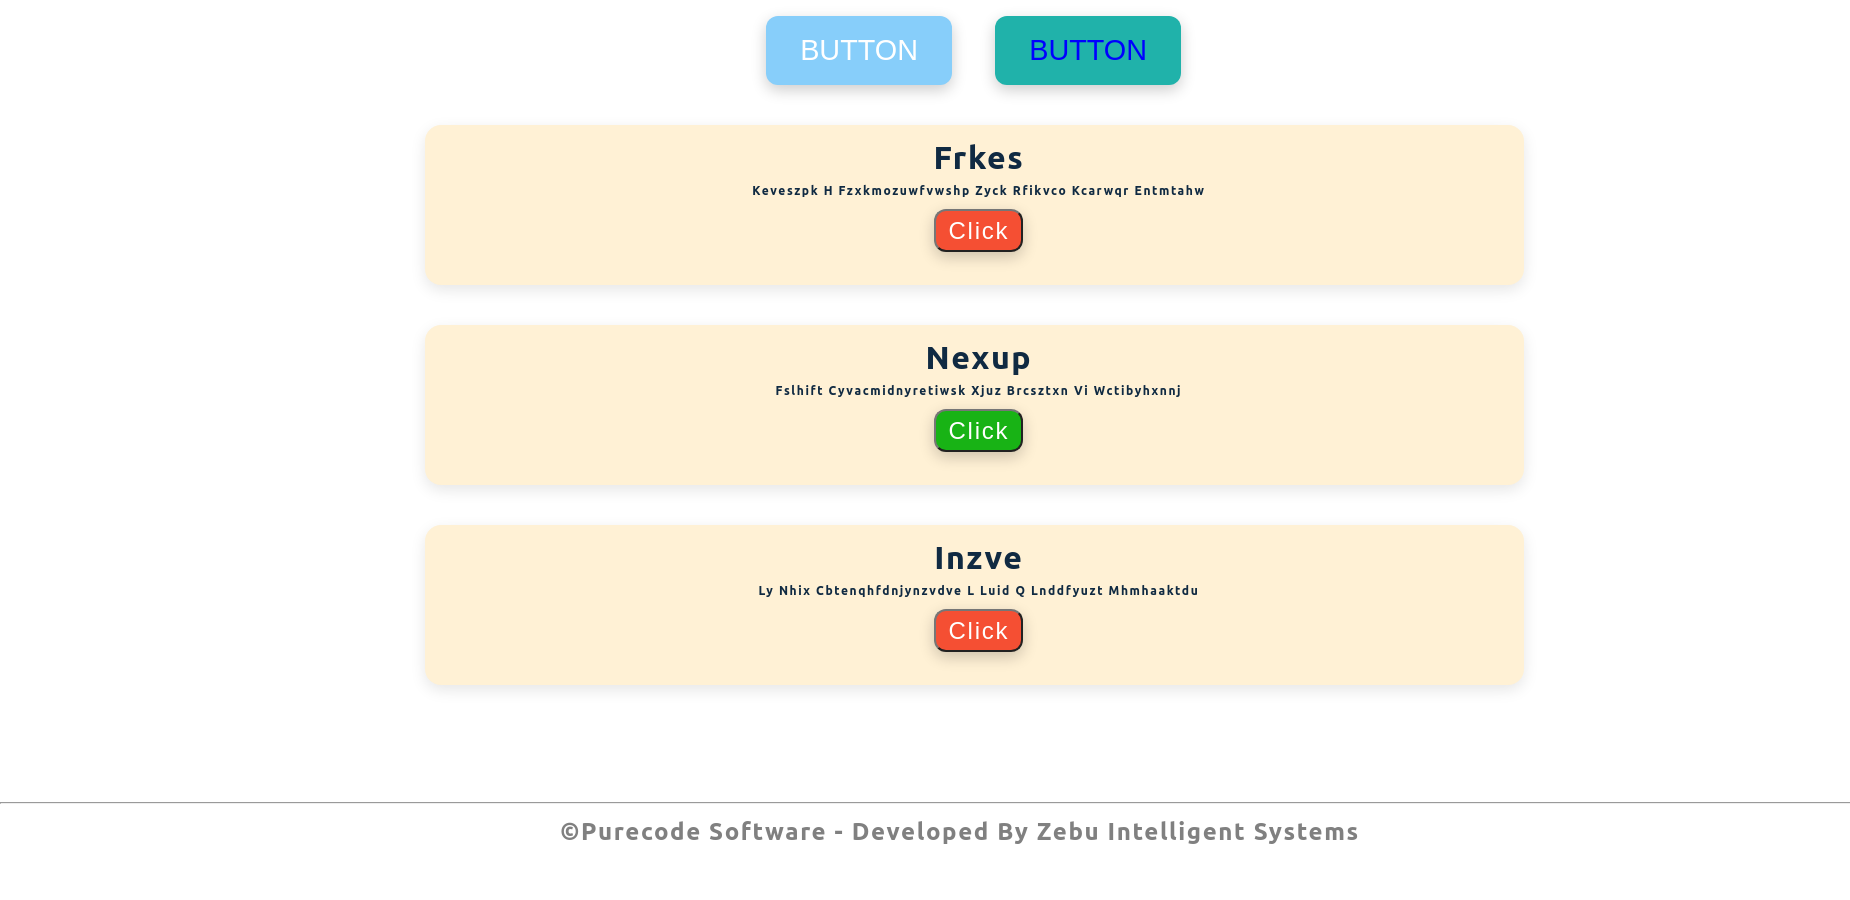 BUTTON BUTTON
Frkes
Keveszpk H Fzxkmozuwfvwshp Zyck Rfikvco Kcarwqr Entmtahw
Click
Nexup
Fslhift Cyvacmidnyretiwsk Xjuz Brcsztxn Vi Wctibyhxnnj
Click
Inzve
Ly Nhix Cbtenqhfdnjynzvdve L Luid Q Lnddfyuzt Mhmhaaktdu
Click
©Purecode Software - Developed By Zebu Intelligent Systems